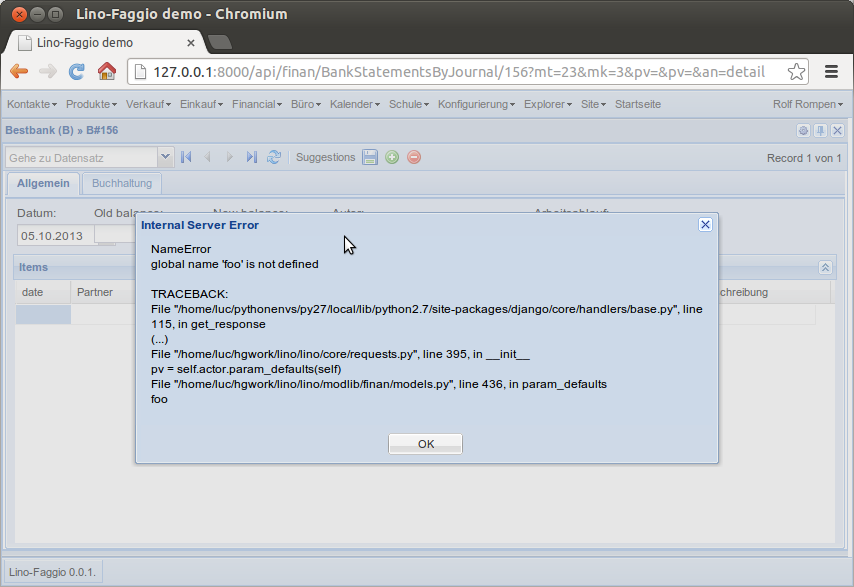 Lino-Faggio demo - Chromium
Lino-Faggio demo
127.0.0.1:8000/api/finan/BankStatementsByJournal/156?mt=23&mk=3&pv=&pv=&an=detail
Kontakte Produkte Verkauf Einkauf Financial Büro Kalender Schule Konfigurierung Explorer Site Startseite Rolf Rompen
Bestbank (B) » B#156
Gehe zu Datensatz Suggestions Record 1 von 1
Allgemein Buchhaltung
Datum: Old balance: New balance: Autor: Arbeitsablauf:
05.10.2013
Internal Server Error
NameError
global name 'foo' is not defined
TRACEBACK:
File "/home/luc/pythonenvs/py27/local/lib/python2.7/site-packages/django/core/handlers/base.py", line
115, in get_response
(...)
File "/home/luc/hgwork/lino/lino/core/requests.py", line 395, in __init__
pv = self.actor.param_defaults(self)
File "/home/luc/hgwork/lino/lino/modlib/finan/models.py", line 436, in param_defaults
foo
OK
Items
date Partner chreibung
Lino-Faggio 0.0.1.